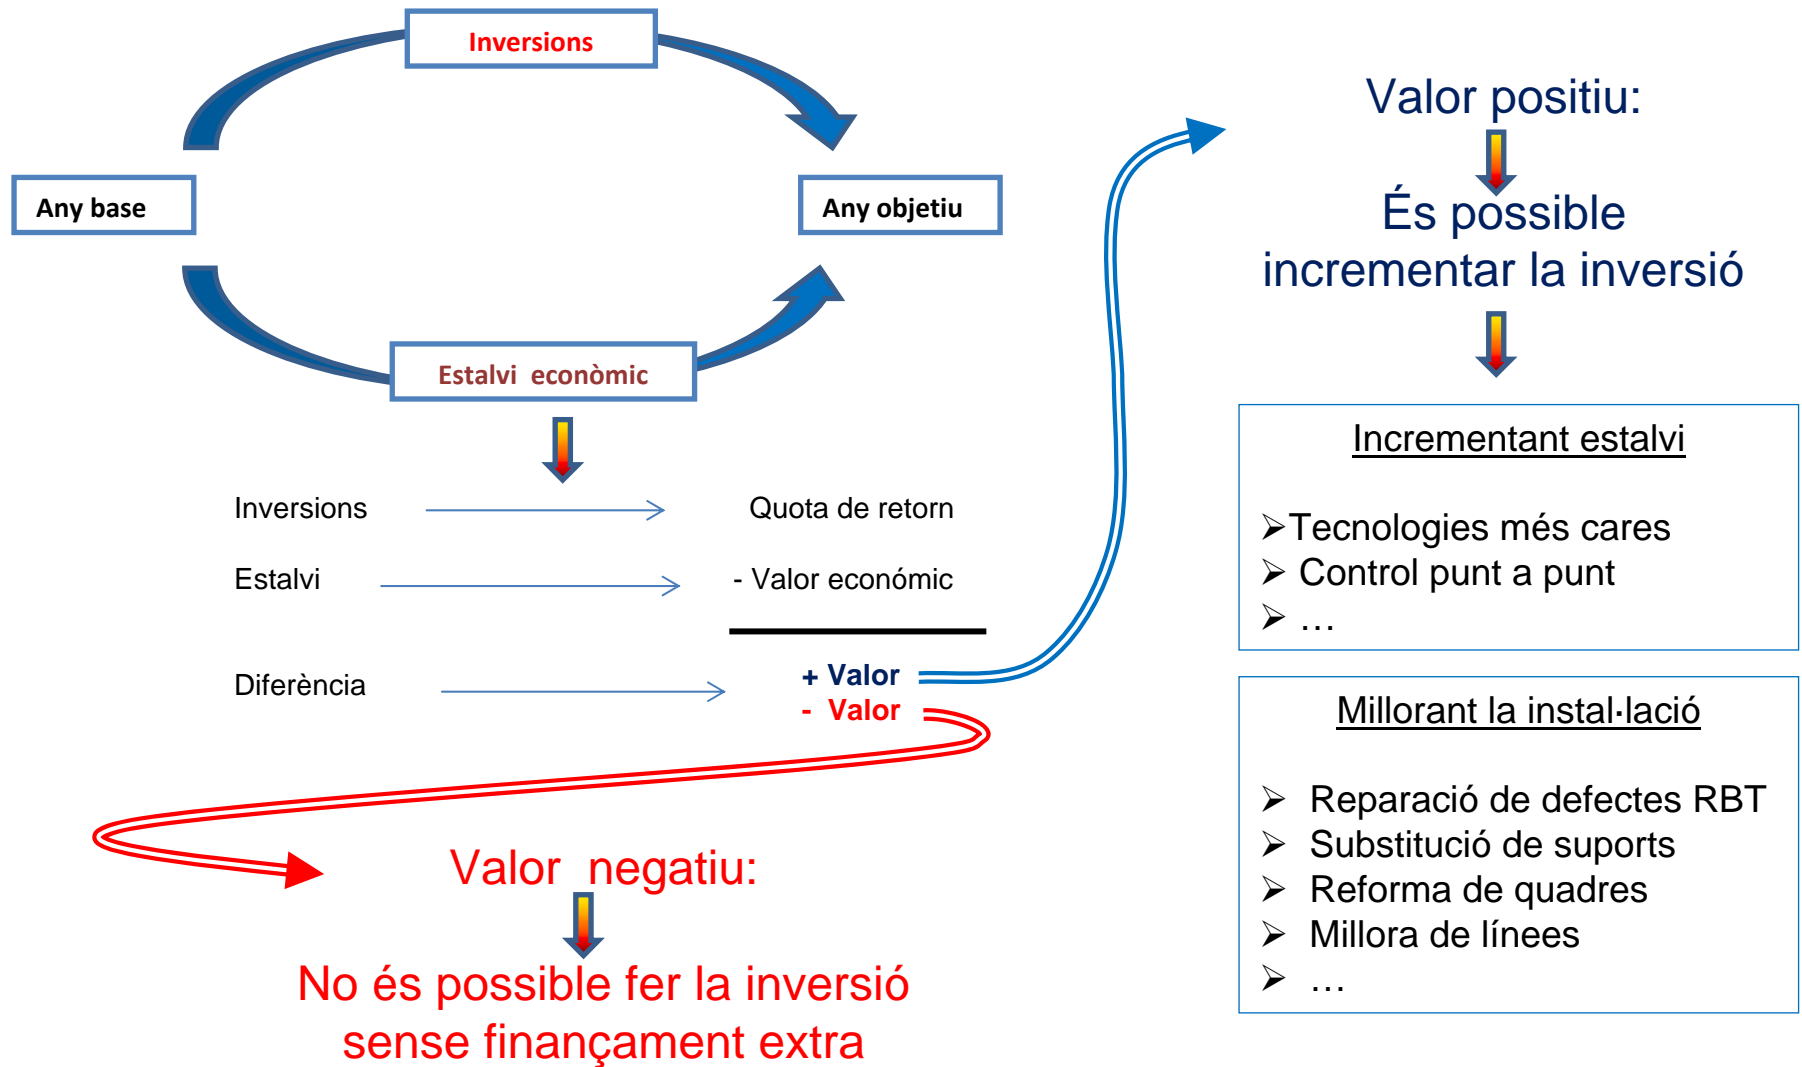 Inversions
Any base
Any objetiu
Estalvi econòmic
Inversions
Quota de retorn
Estalvi
- Valor económic
Diferència
+ Valor
- Valor
Valor negatiu:
No és possible fer la inversió
sense finançament extra
Valor positiu:
És possible
incrementar la inversió
Incrementant estalvi
➢Tecnologies més cares
➢ Control punt a punt
➢ …
Millorant la instal·lació
➢ Reparació de defectes RBT
➢ Substitució de suports
➢ Reforma de quadres
➢ Millora de línees
➢ …